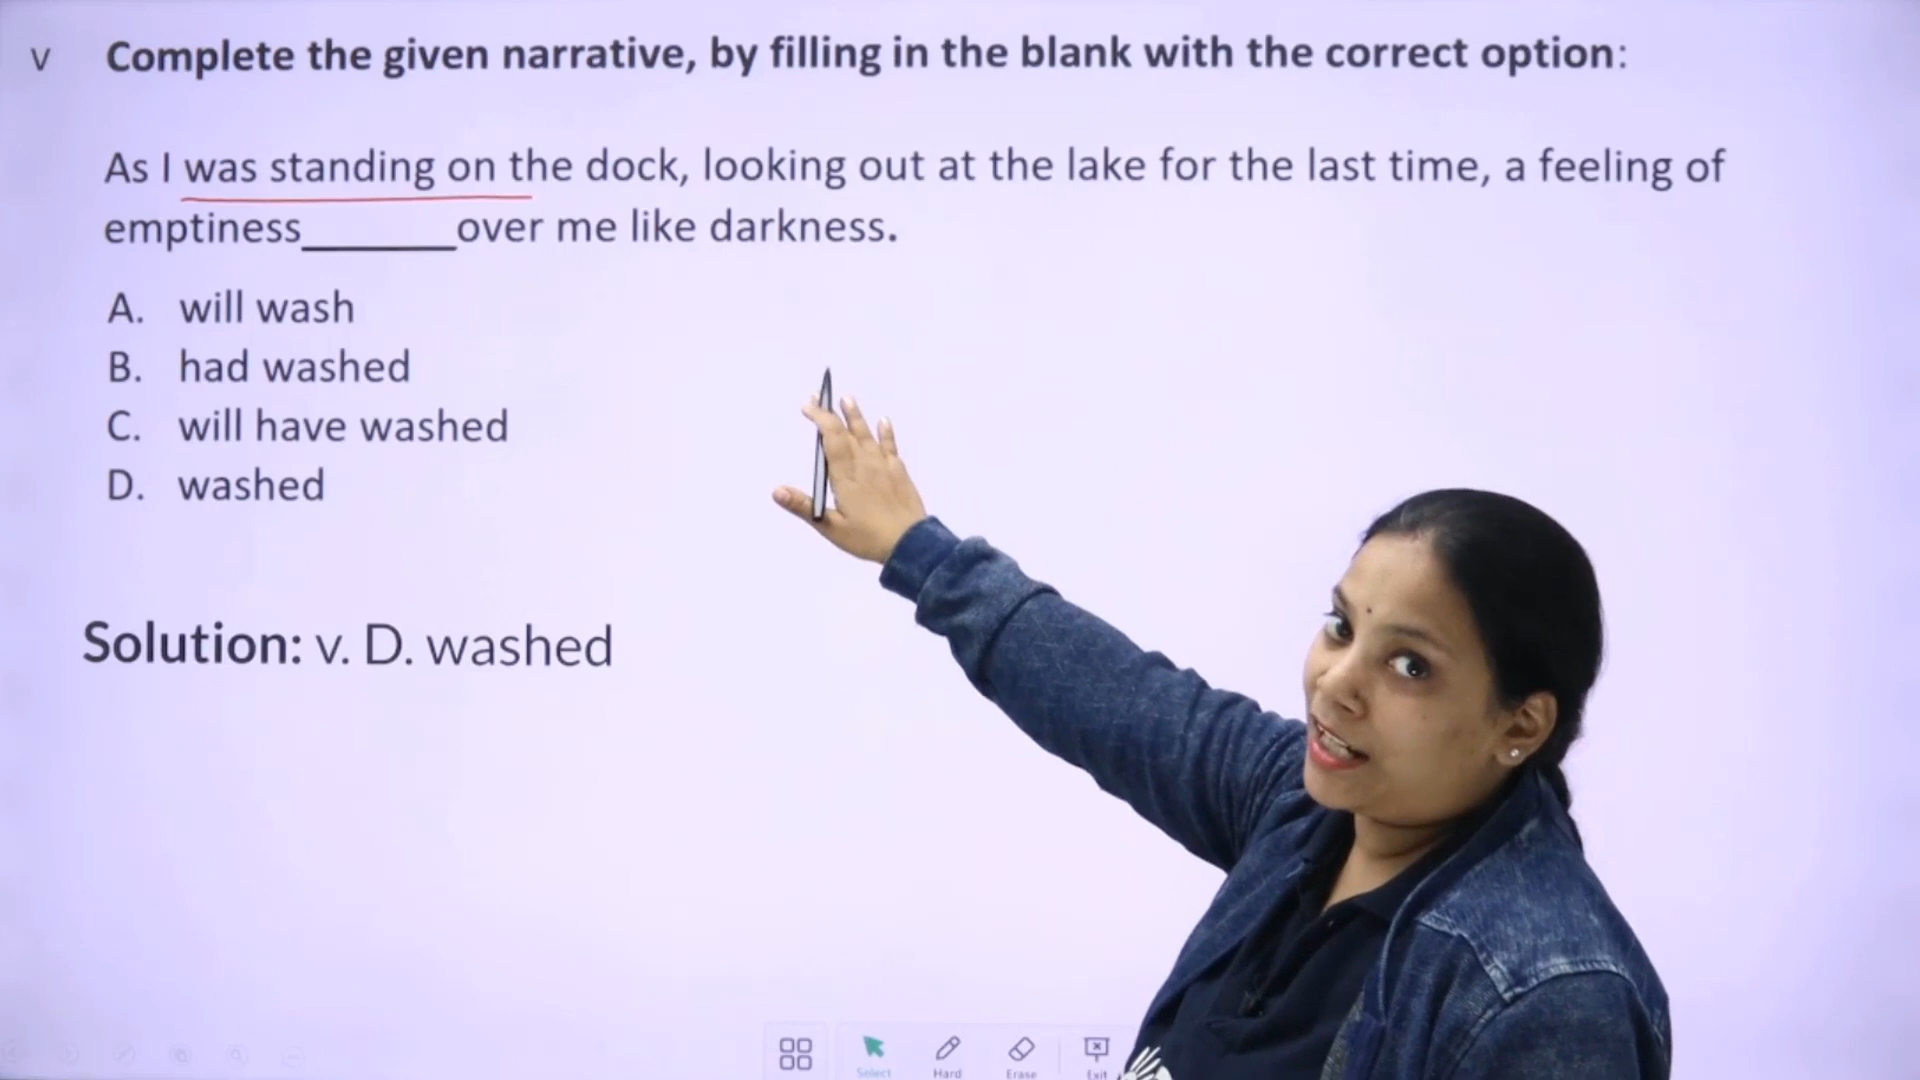 v Complete the given narrative, by filling in the blank with the correct option:
As I was standing on the dock, looking out at the lake for the last time, a feeling of
emptiness______over me like darkness.
A. will wash
B. had washed
C. will have washed
D. washed
Solution: v. D. washed
Select Hard Erase Exit